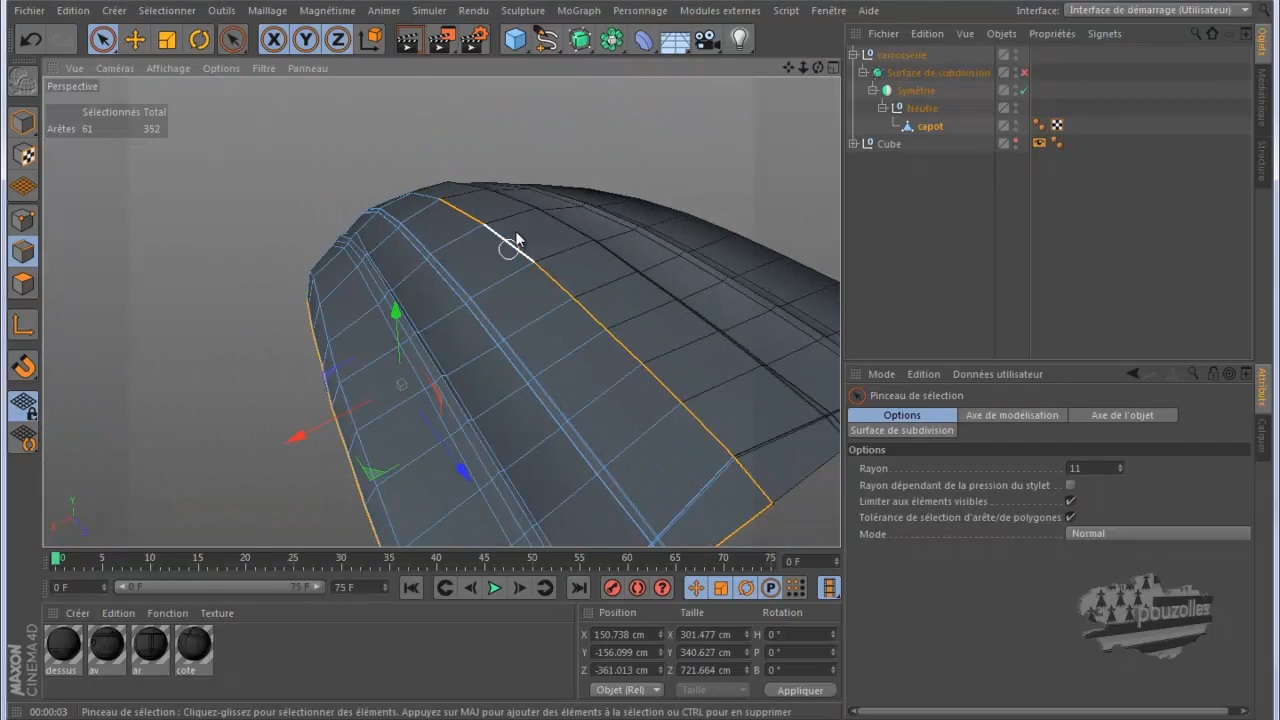 Fichier Edition Créer Sélectionner Outils Maillage Magnétisme Animer Simuler Rendu Sculpture MoGraph Personnage Modules externes Script Fenêtre Aide Interface: Interface de démarrage (Utilisateur)
Vue Caméras Affichage Options Filtre Panneau
Perspective
Sélectionnés Total
Arêtes 61 352
Fichier Edition Vue Objets Propriétés Signets
carrosserie
Surface de subdivision
Symétrie
Neutre
capot
Cube
Objets
Médiathèque
Structure
Mode Edition Données utilisateur
Pinceau de sélection
Options Axe de modélisation Axe de l'objet
Surface de subdivision
Options
Rayon 11
Rayon dépendant de la pression du stylet
Limiter aux éléments visibles
Tolérance de sélection d'arête/de polygones
Mode Normal
Attributs
Calques
X Y Z
0 5 10 15 20 25 30 35 40 45 50 55 60 65 70 75 0 F
0 F 0 F 75 F 75 F
Créer Edition Fonction Texture
dessus av ar cote
Position Taille Rotation
X 150.738 cm X 301.477 cm H 0 °
Y -156.099 cm Y 340.627 cm P 0 °
Z -361.013 cm Z 721.664 cm B 0 °
Objet (Rel) Taille Appliquer
MAXON
CINEMA 4D
pouzolles
00:00:03 Pinceau de sélection : Cliquez-glissez pour sélectionner des éléments. Appuyez sur MAJ pour ajouter des éléments à la sélection ou CTRL pour en supprimer